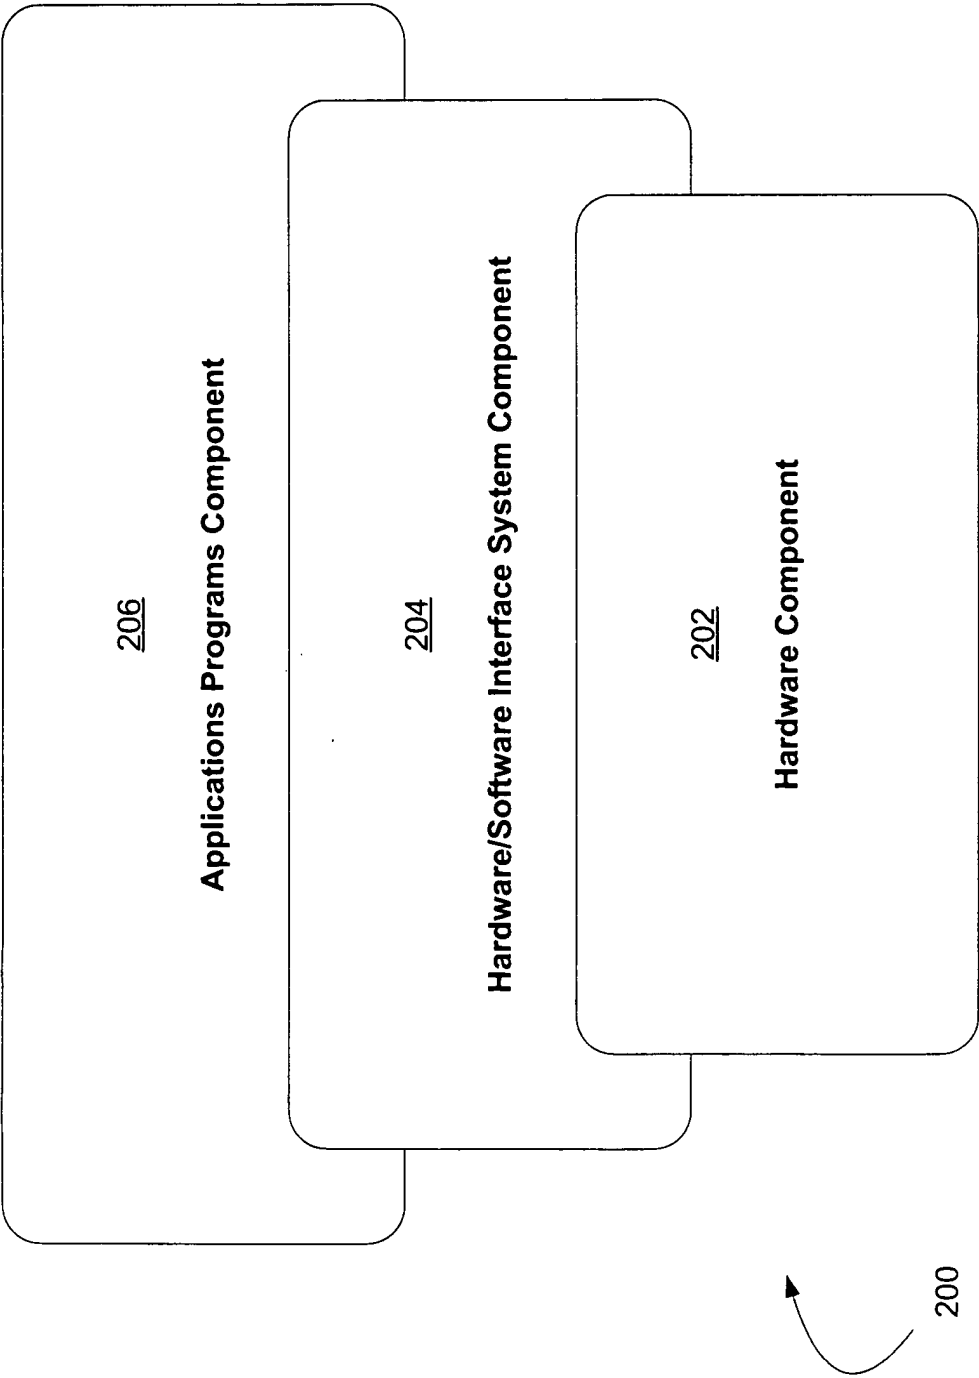 206
Applications Programs Component
204
Hardware/Software Interface System Component
202
Hardware Component
200